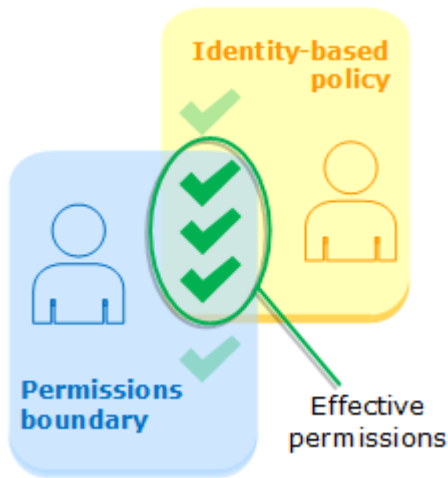 Identity-based
policy
Permissions
boundary
Effective
permissions